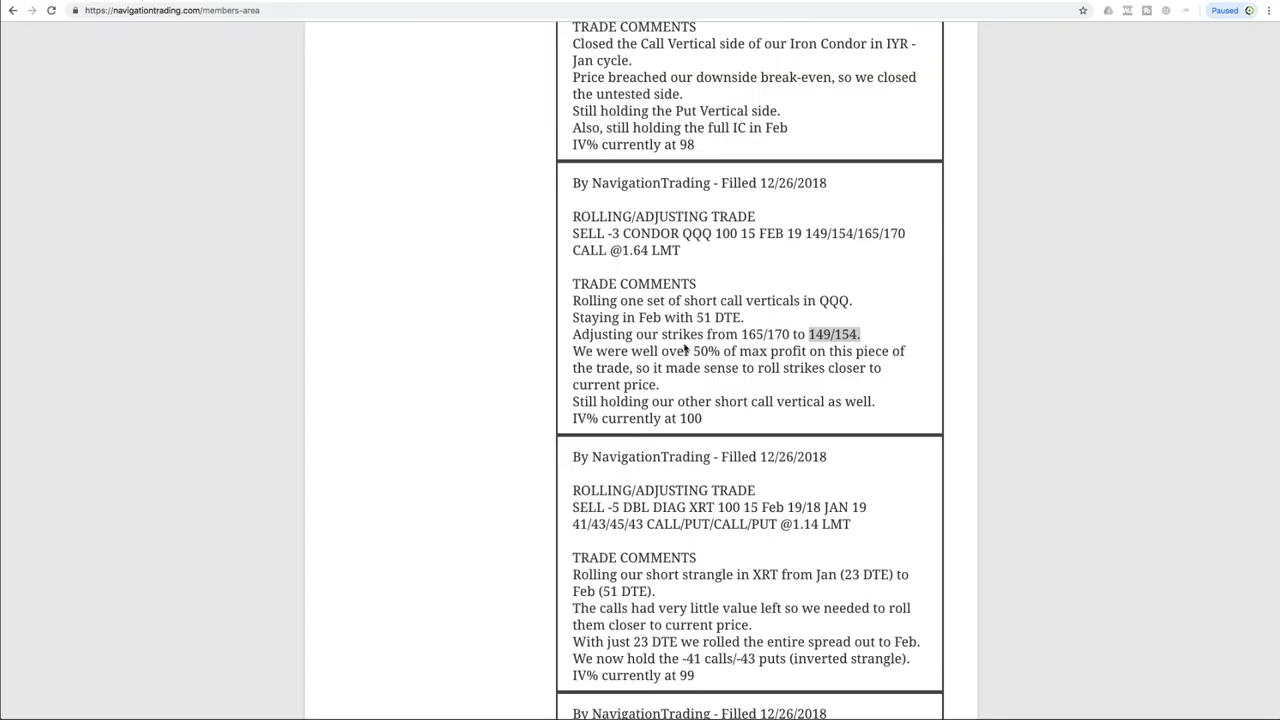 https://navigationtrading.com/members-area
Paused
TRADE COMMENTS
Closed the Call Vertical side of our Iron Condor in IYR -
Jan cycle.
Price breached our downside break-even, so we closed
the untested side.
Still holding the Put Vertical side.
Also, still holding the full IC in Feb
IV% currently at 98
By NavigationTrading - Filled 12/26/2018
ROLLING/ADJUSTING TRADE
SELL -3 CONDOR QQQ 100 15 FEB 19 149/154/165/170
CALL @1.64 LMT
TRADE COMMENTS
Rolling one set of short call verticals in QQQ.
Staying in Feb with 51 DTE.
Adjusting our strikes from 165/170 to 149/154.
We were well over 50% of max profit on this piece of
the trade, so it made sense to roll strikes closer to
current price.
Still holding our other short call vertical as well.
IV% currently at 100
By NavigationTrading - Filled 12/26/2018
ROLLING/ADJUSTING TRADE
SELL -5 DBL DIAG XRT 100 15 Feb 19/18 JAN 19
41/43/45/43 CALL/PUT/CALL/PUT @1.14 LMT
TRADE COMMENTS
Rolling our short strangle in XRT from Jan (23 DTE) to
Feb (51 DTE).
The calls had very little value left so we needed to roll
them closer to current price.
With just 23 DTE we rolled the entire spread out to Feb.
We now hold the -41 calls/-43 puts (inverted strangle).
IV% currently at 99
By NavigationTrading - Filled 12/26/2018